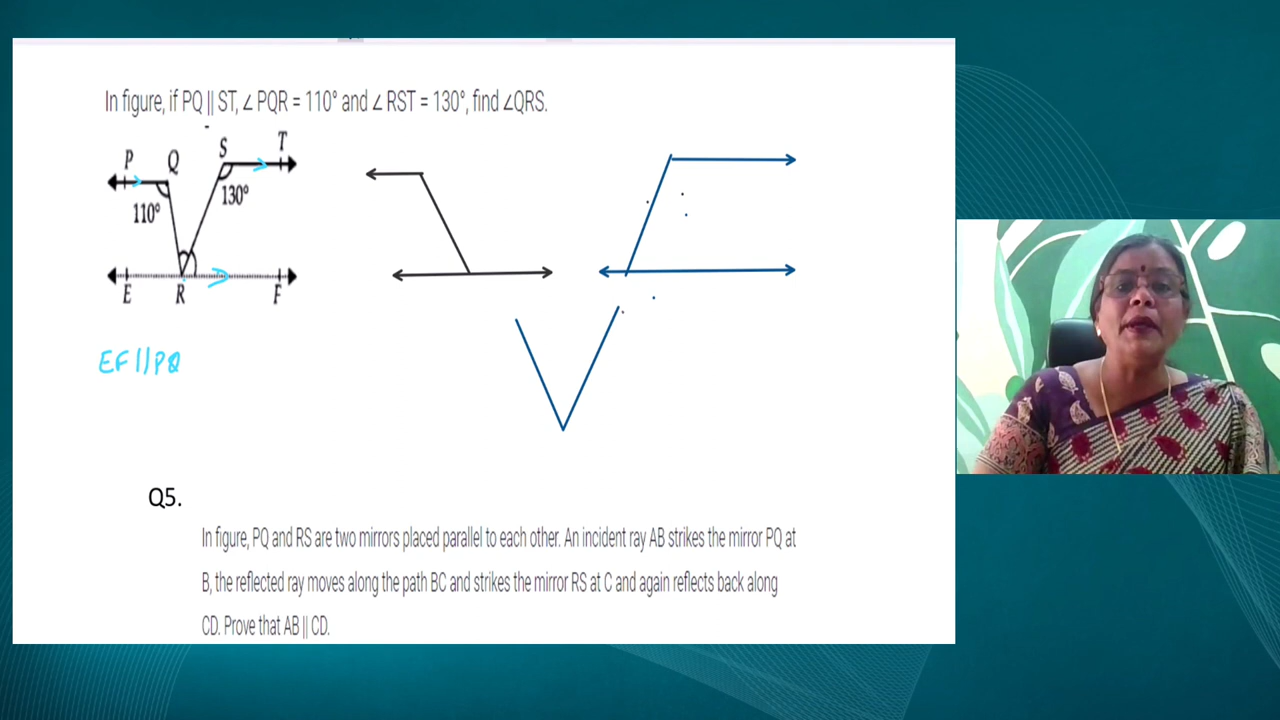 In figure, if PQ || ST, ∠ PQR = 110° and ∠ RST = 130°, find ∠QRS.
P Q S T
110° 130°
E R F
EF || PQ
Q5.
In figure, PQ and RS are two mirrors placed parallel to each other. An incident ray AB strikes the mirror PQ at
B, the reflected ray moves along the path BC and strikes the mirror RS at C and again reflects back along
CD. Prove that AB || CD.